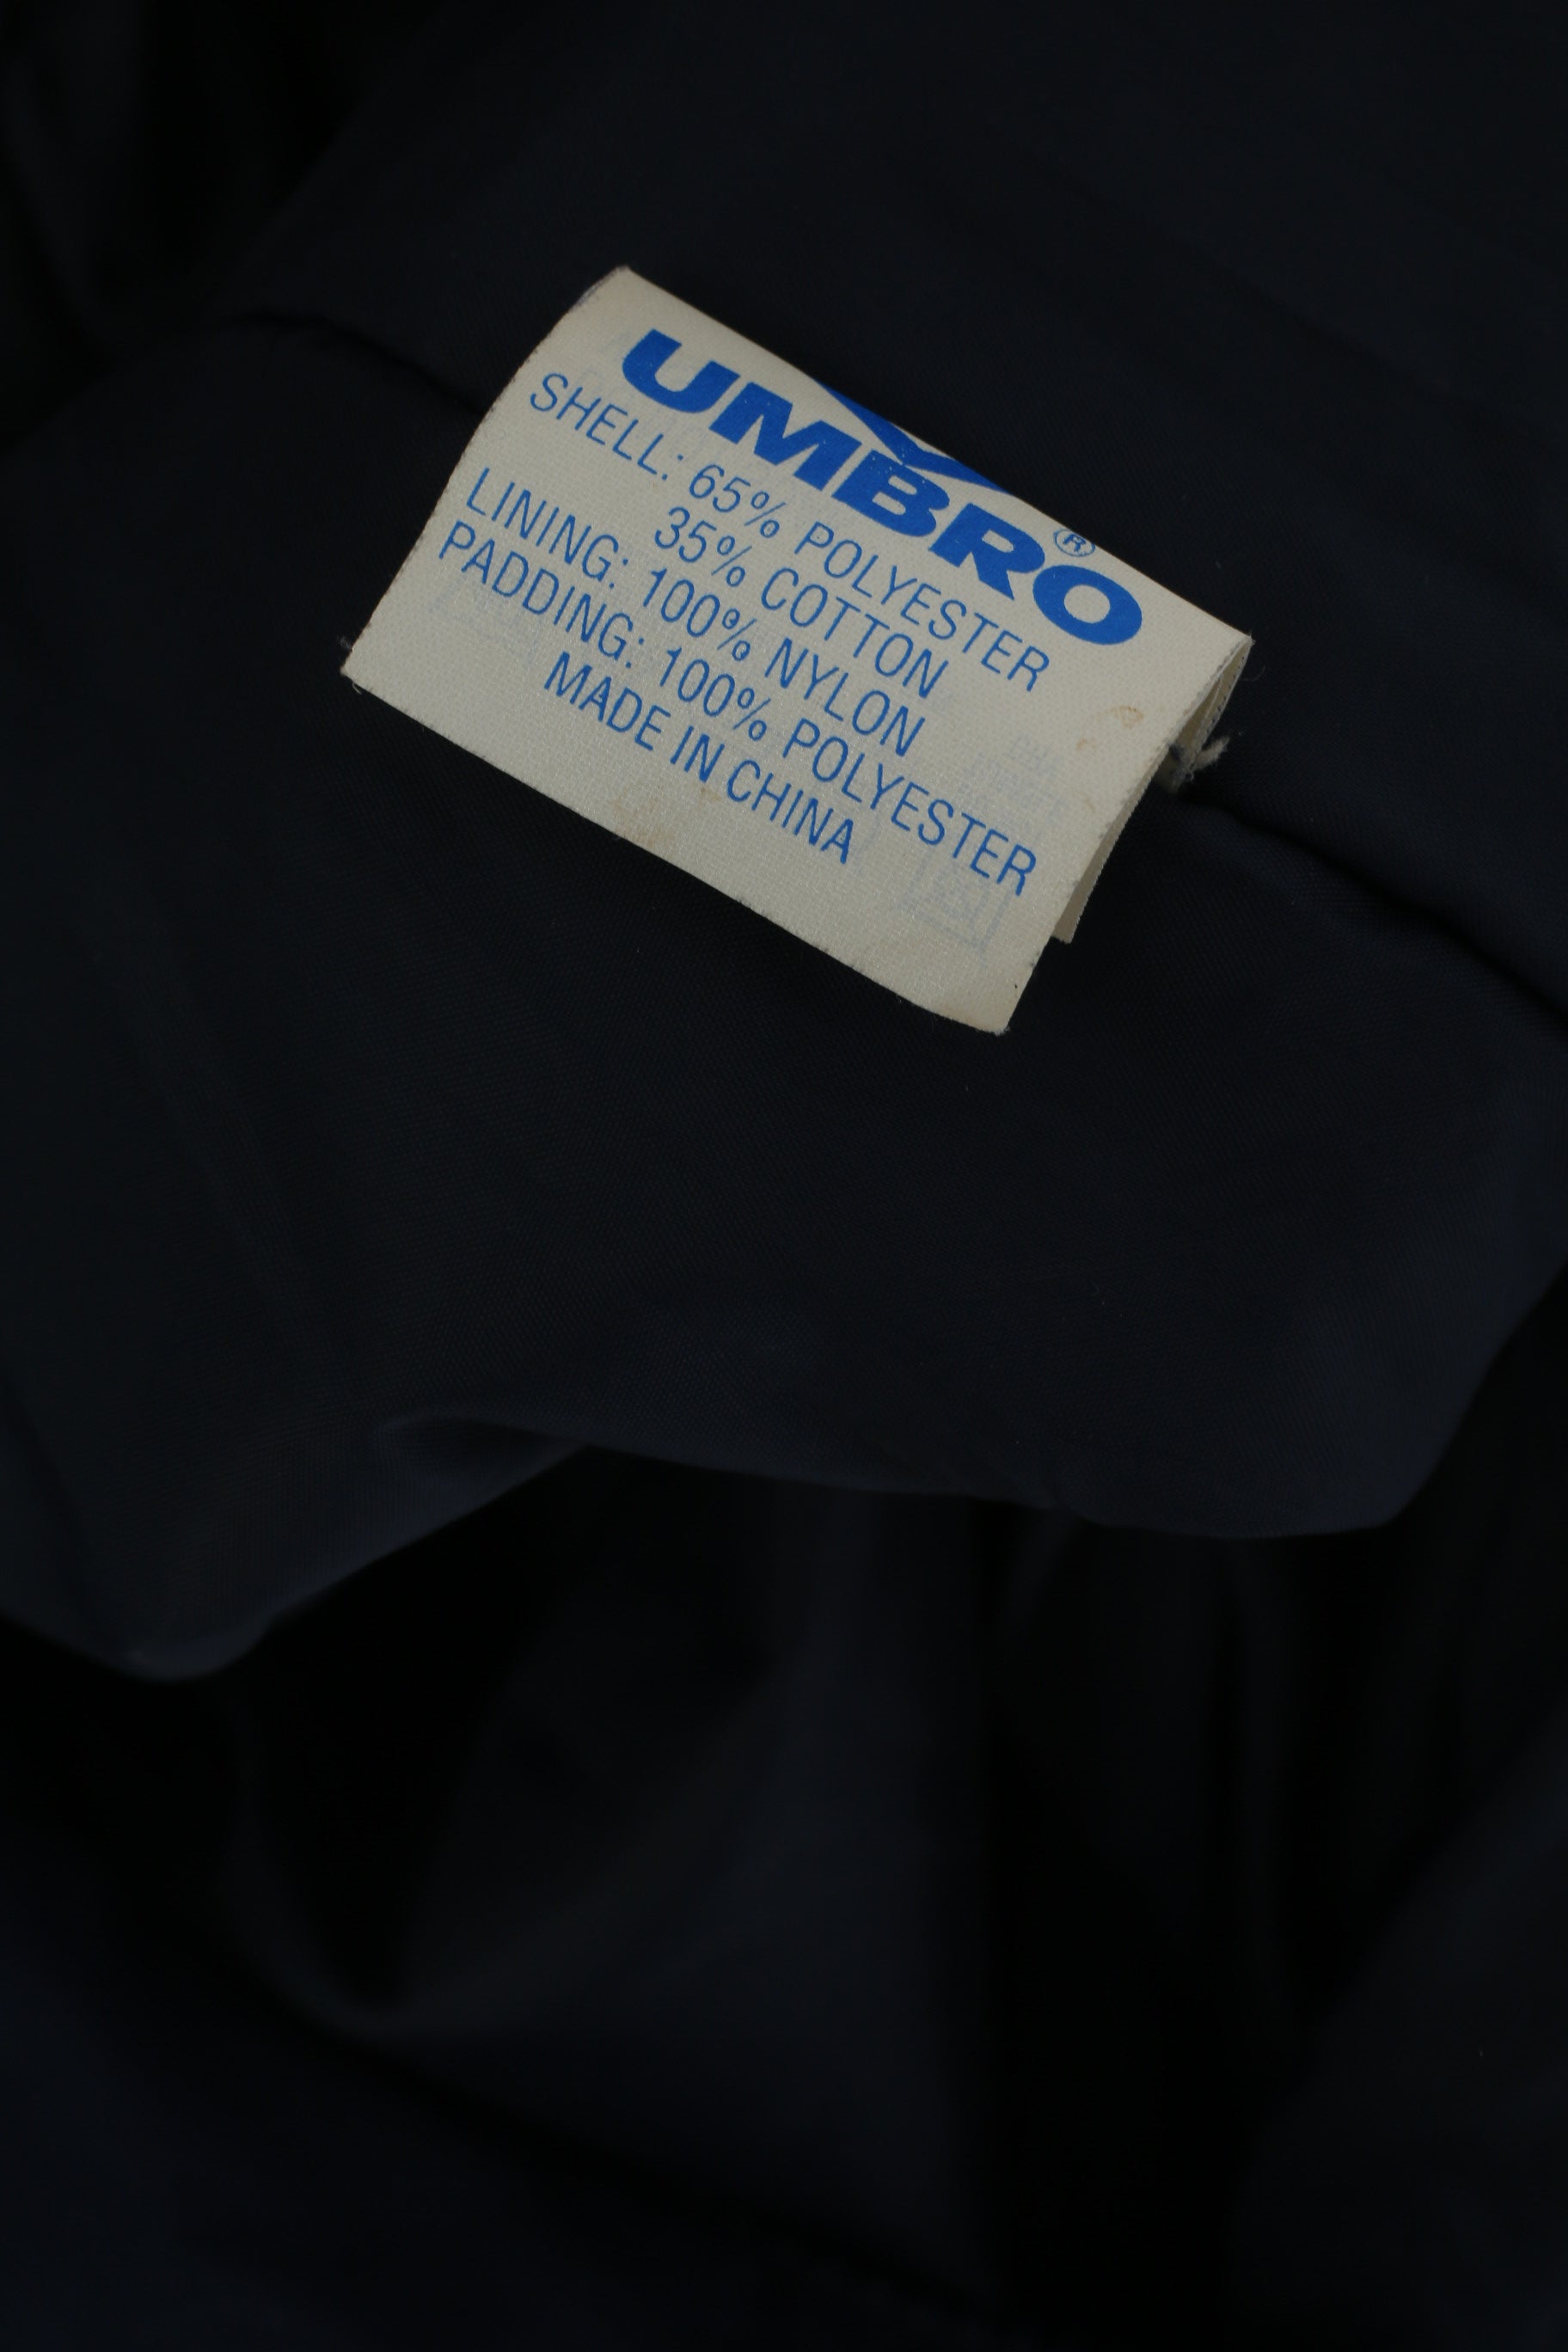 UMBRO®
SHELL: 65% POLYESTER
35% COTTON
LINING: 100% NYLON
PADDING: 100% POLYESTER
MADE IN CHINA